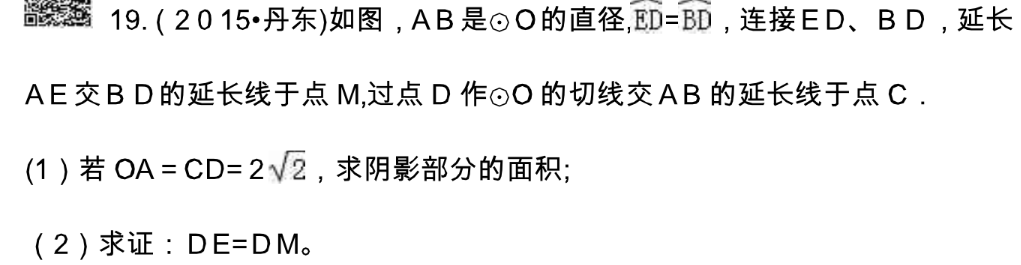 19.(2015•丹东)如图,AB是⊙O的直径,ED=BD,连接ED、BD,延长
AE交BD的延长线于点M,过点D作⊙O的切线交AB的延长线于点C.
(1)若OA=CD=2√2,求阴影部分的面积;
(2)求证:DE=DM。